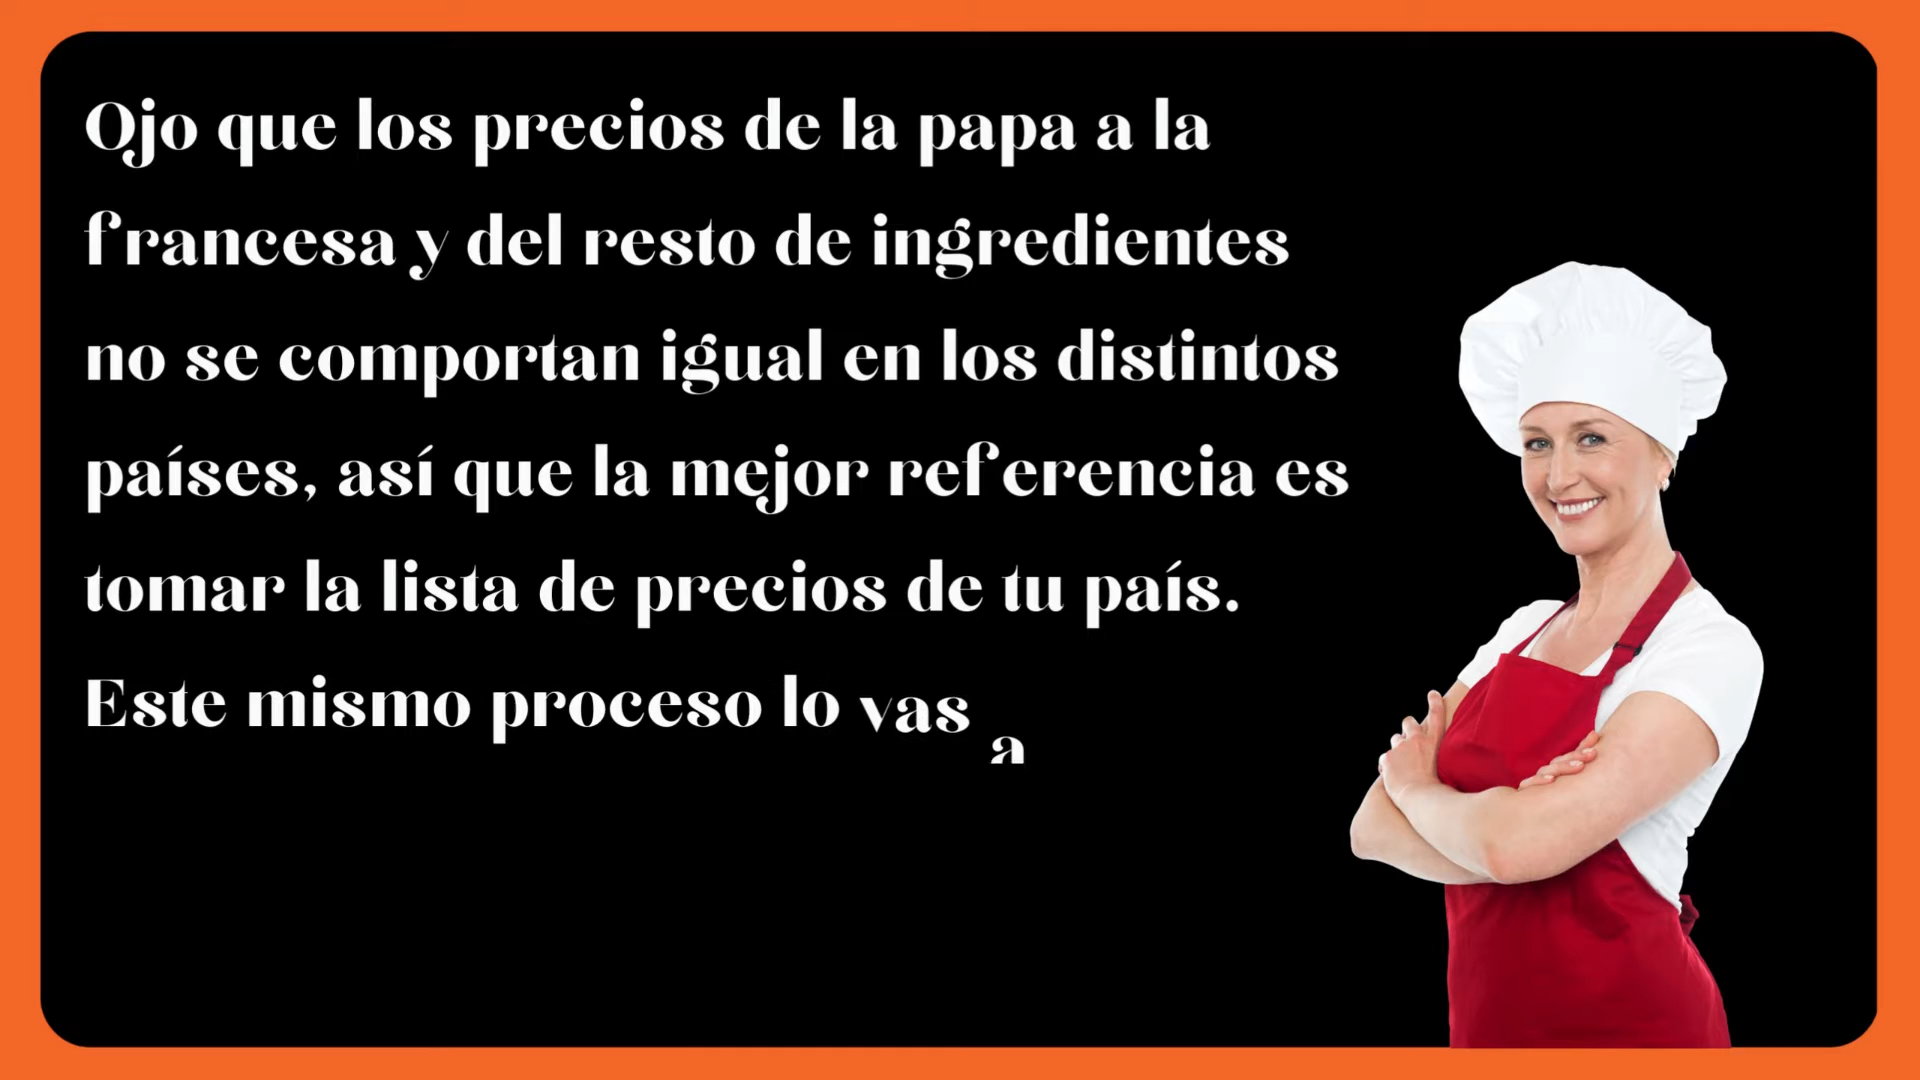 Ojo que los precios de la papa a la
francesa y del resto de ingredientes
no se comportan igual en los distintos
países, así que la mejor referencia es
tomar la lista de precios de tu país.
Este mismo proceso lo vas a